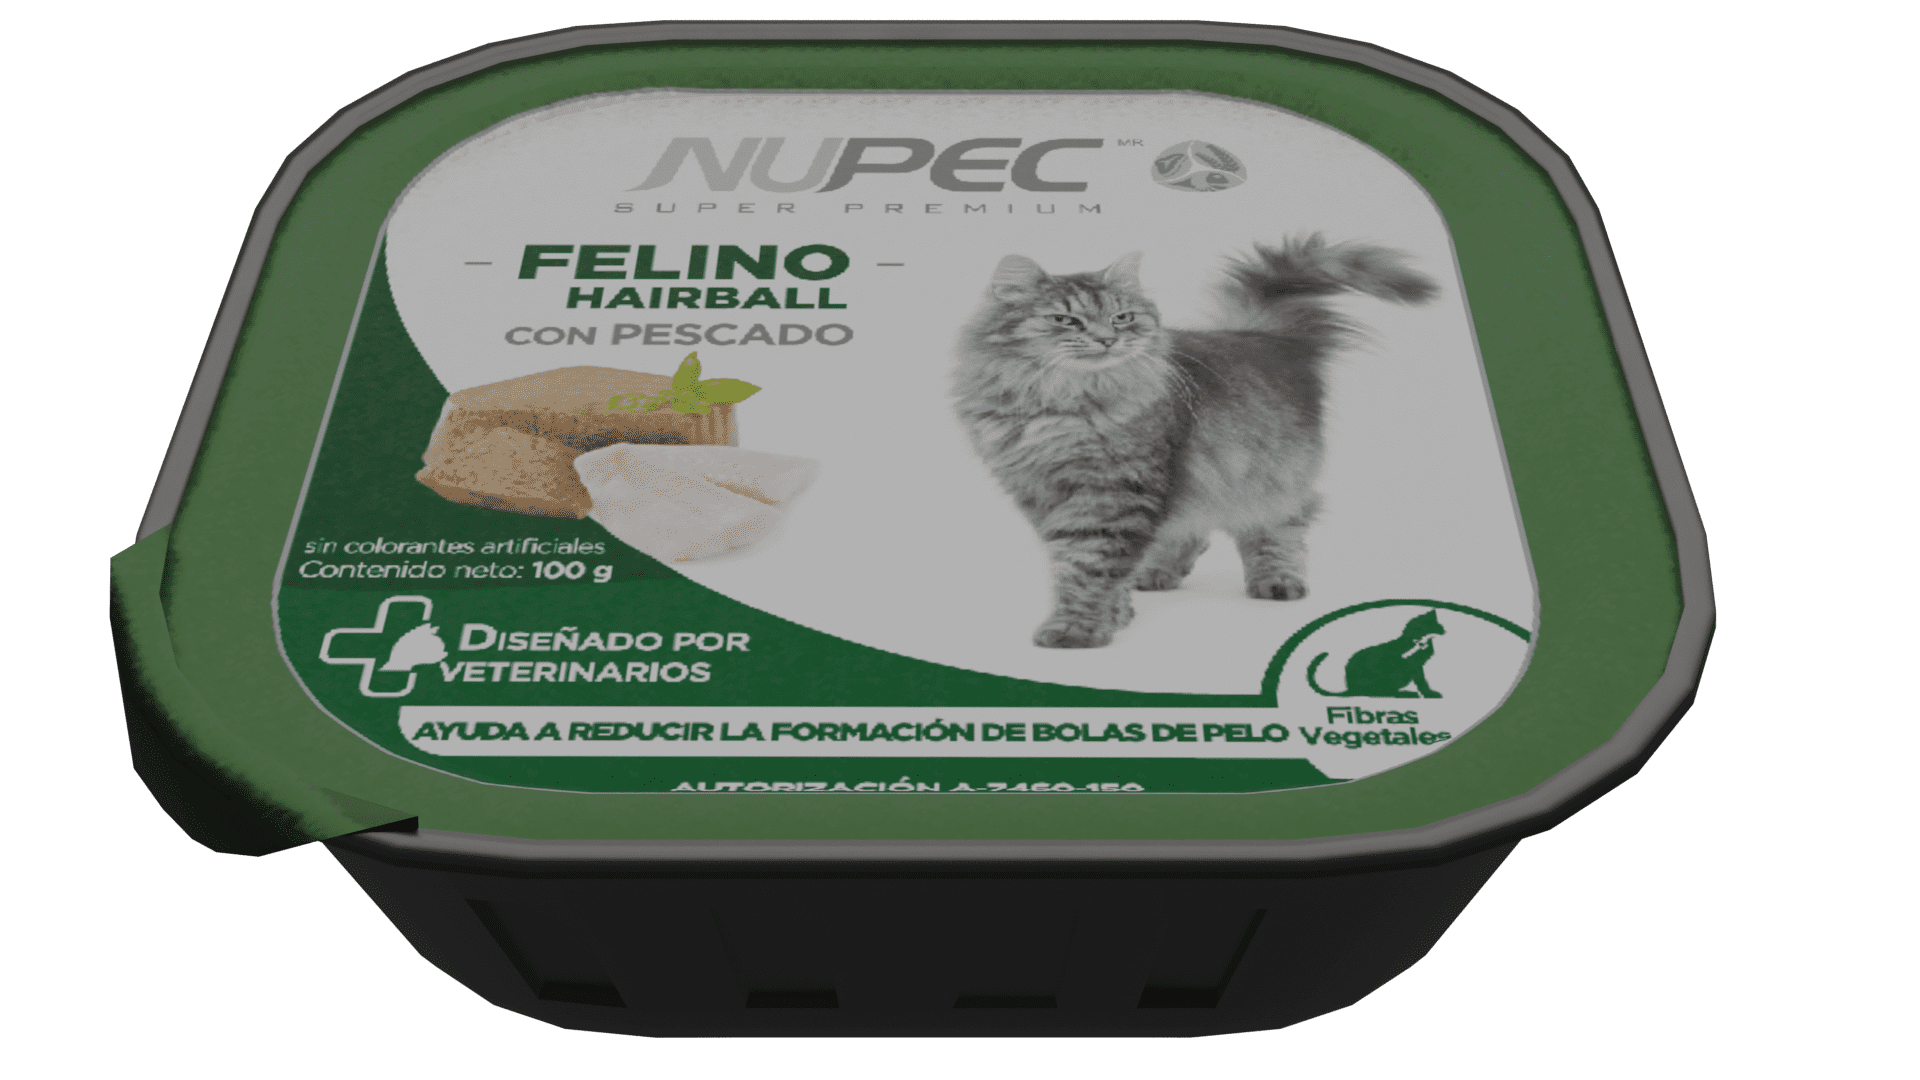 NUPEC MR
SUPER PREMIUM
- FELINO -
HAIRBALL
CON PESCADO
sin colorantes artificiales
Contenido neto: 100 g
DISEÑADO POR
VETERINARIOS
AYUDA A REDUCIR LA FORMACIÓN DE BOLAS DE PELO
Fibras
Vegetales
AUTORIZACIÓN